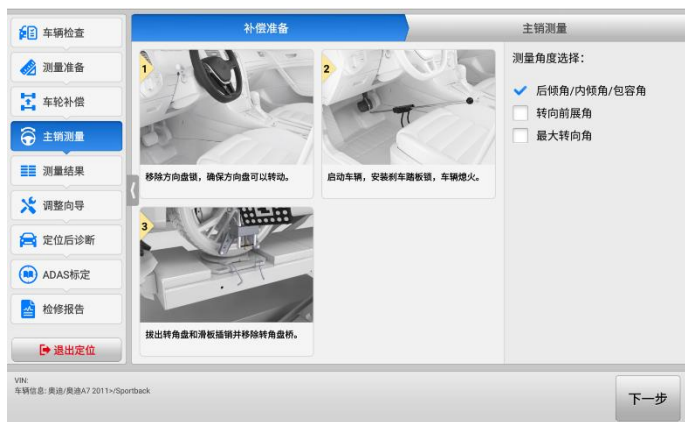 车辆检查
测量准备
车轮补偿
主销测量
测量结果
调整向导
定位后诊断
ADAS标定
检修报告
退出定位
补偿准备
主销测量
1
移除方向盘锁，确保方向盘可以转动。
2
启动车辆，安装刹车踏板锁，车辆熄火。
3
拔出转角盘和滑板插销并移除转角盘桥。
测量角度选择：
后倾角/内倾角/包容角
转向前展角
最大转向角
VIN:
车辆信息: 奥迪/奥迪A7 2011>/Sportback
下一步